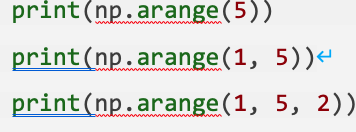 print(np.arange(5))
print(np.arange(1, 5))↵
print(np.arange(1, 5, 2))